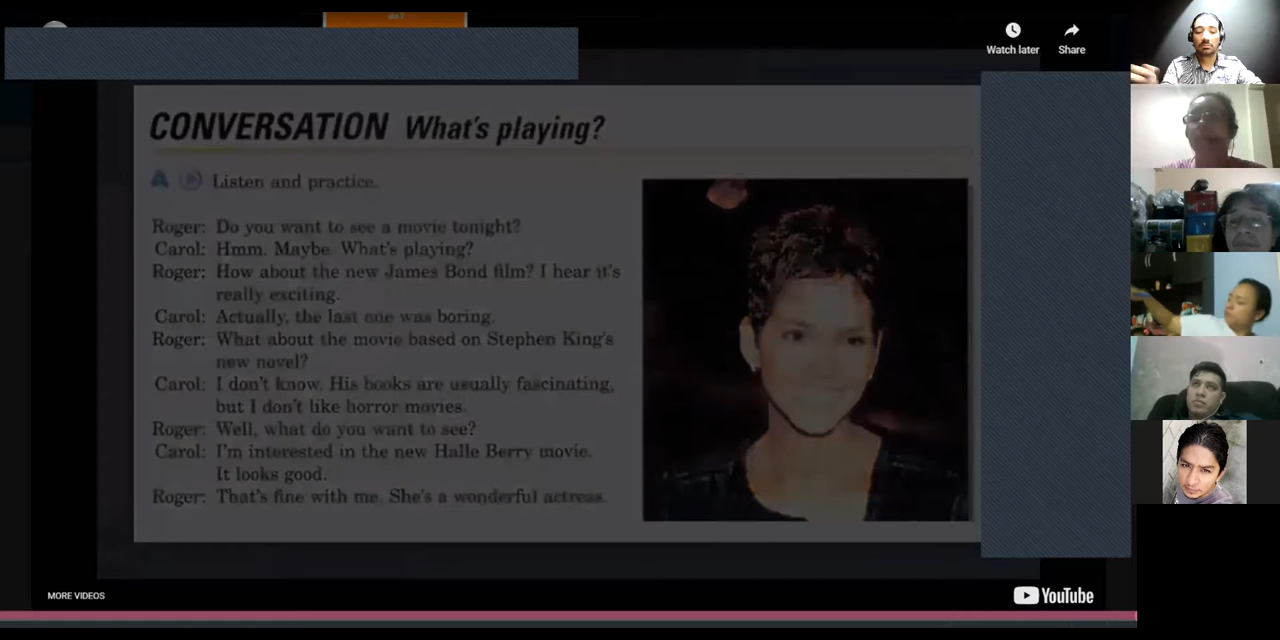 Watch later
Share
CONVERSATION What's playing?
A Listen and practice.
Roger: Do you want to see a movie tonight?
Carol: Hmm. Maybe. What's playing?
Roger: How about the new James Bond film? I hear it's
really exciting.
Carol: Actually, the last one was boring.
Roger: What about the movie based on Stephen King's
new novel?
Carol: I don't know. His books are usually fascinating,
but I don't like horror movies.
Roger: Well, what do you want to see?
Carol: I'm interested in the new Halle Berry movie.
It looks good.
Roger: That's fine with me. She's a wonderful actress.
MORE VIDEOS
YouTube